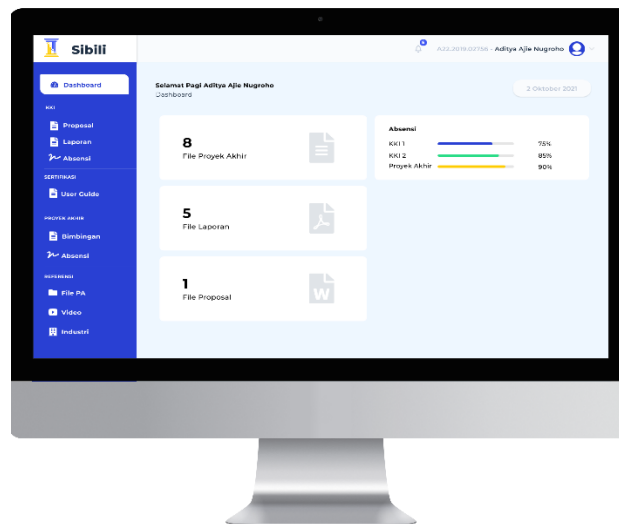 Sibili
A22.2019.02756 - Aditya Ajie Nugroho
Dashboard
KKI
Proposal
Laporan
Absensi
SERTIFIKASI
User Guide
PROYEK AKHIR
Bimbingan
Absensi
REFERENSI
File PA
Video
Industri
Selamat Pagi Aditya Ajie Nugroho
Dashboard
2 Oktober 2021
8
File Proyek Akhir
5
File Laporan
1
File Proposal
W
Absensi
KKI 1 75%
KKI 2 85%
Proyek Akhir 90%